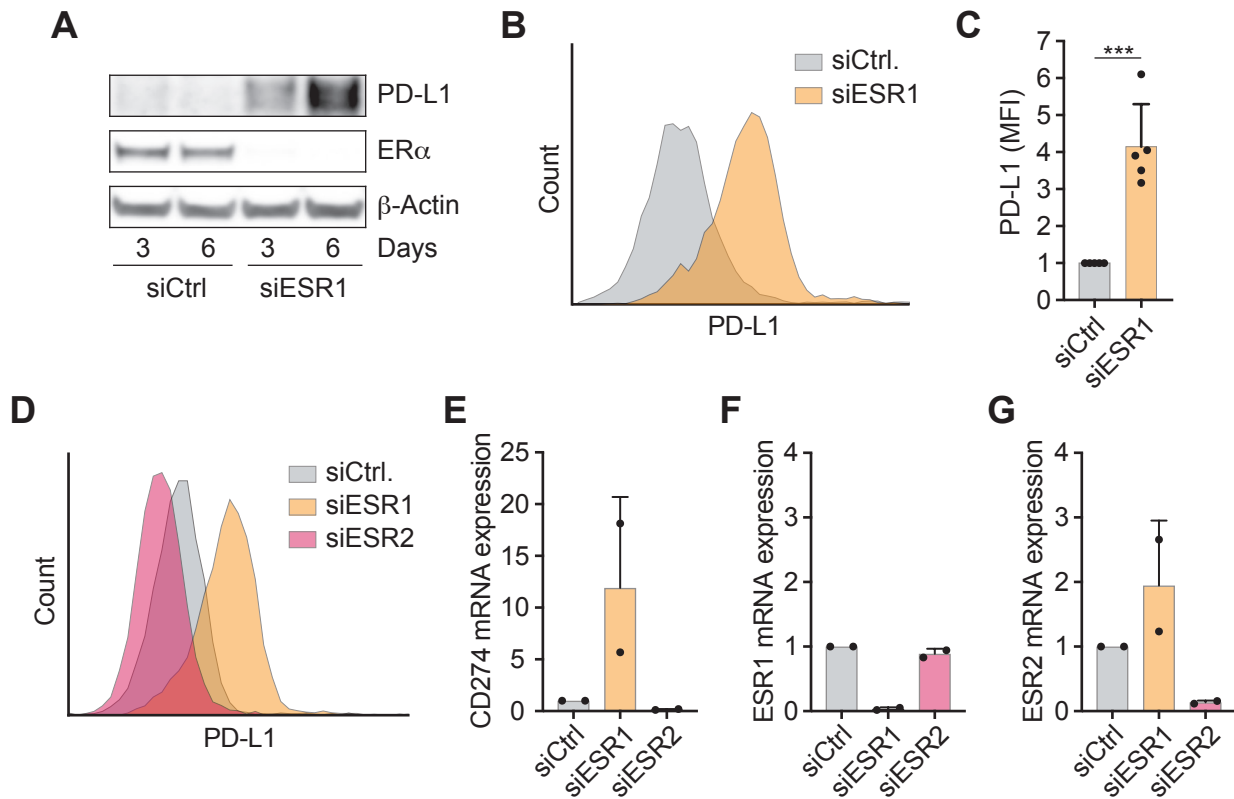 A
PD-L1
ERα
β-Actin
3 6 3 6 Days
siCtrl siESR1
B
siCtrl.
siESR1
Count
PD-L1
C
***
PD-L1 (MFI)
7
6
5
4
3
2
1
0
siCtrl
siESR1
D
siCtrl.
siESR1
siESR2
Count
PD-L1
E
CD274 mRNA expression
25
20
15
10
5
0
siCtrl
siESR1
siESR2
F
ESR1 mRNA expression
4
3
2
1
0
siCtrl
siESR1
siESR2
G
ESR2 mRNA expression
4
3
2
1
0
siCtrl
siESR1
siESR2